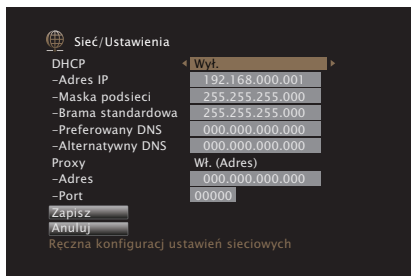 Sieć/Ustawienia
DHCP Wył.
–Adres IP 192.168.000.001
–Maska podsieci 255.255.255.000
–Brama standardowa 255.255.255.000
–Preferowany DNS 000.000.000.000
–Alternatywny DNS 000.000.000.000
Proxy Wł. (Adres)
–Adres 000.000.000.000
–Port 00000
Zapisz
Anuluj
Ręczna konfiguracj ustawień sieciowych